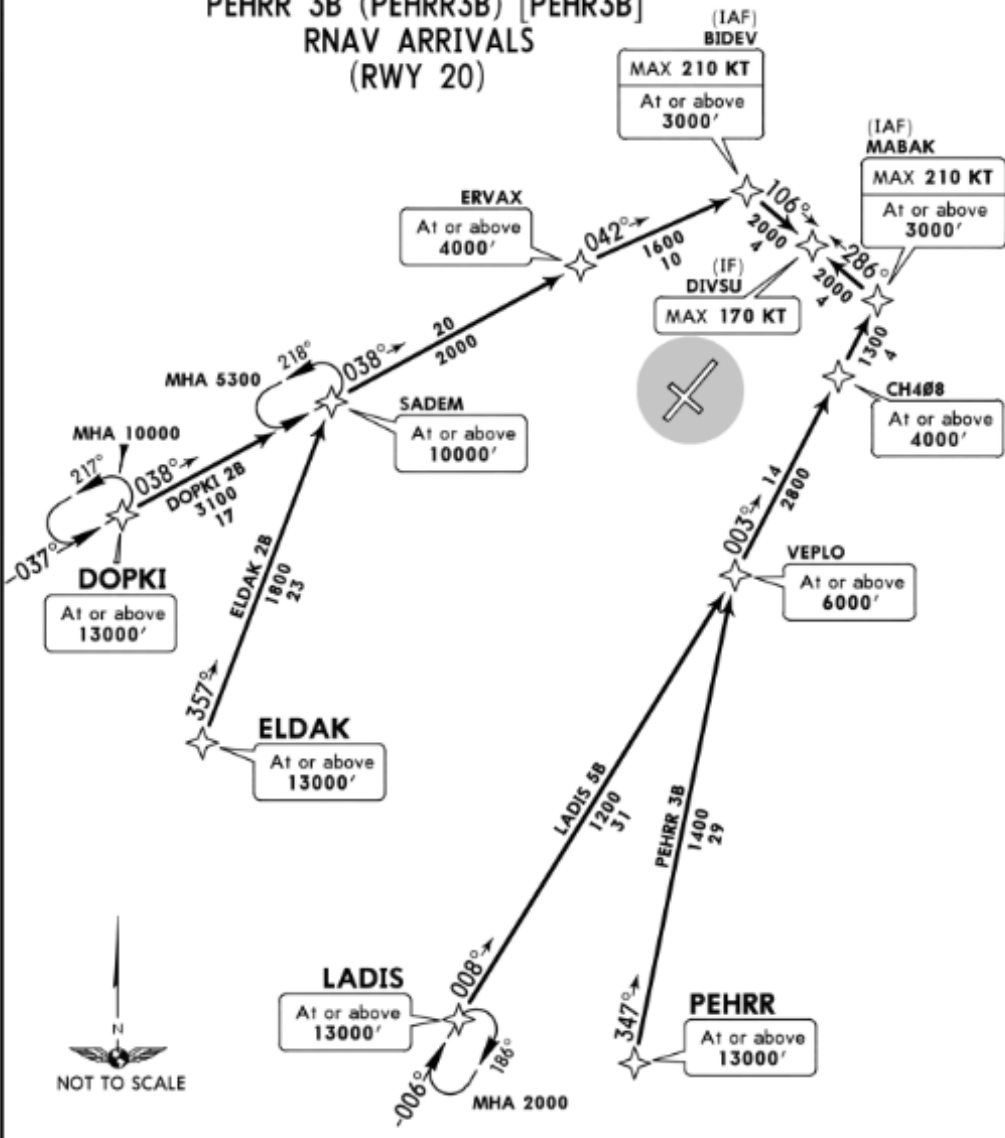 PEHRR 3B (PEHRR3B) [PEHR3B]
RNAV ARRIVALS
(RWY 20)
(IAF)
BIDEV
MAX 210 KT
At or above
3000'
(IAF)
MABAK
MAX 210 KT
At or above
3000'
ERVAX
At or above
4000'
042°
1600
10
106°
2000
4
286°
2000
4
(IF)
DIVSU
MAX 170 KT
1300
4
CH4Ø8
At or above
4000'
20
2000
038°
218°
MHA 5300
SADEM
At or above
10000'
MHA 10000
217°
038°
DOPKI 2B
3100
17
-037°
DOPKI
At or above
13000'
ELDAK 2B
1800
23
357°
ELDAK
At or above
13000'
14
2800
003°
VEPLO
At or above
6000'
LADIS 5B
1200
31
PEHRR 3B
1400
29
008°
LADIS
At or above
13000'
186°
-006°
MHA 2000
347°
PEHRR
At or above
13000'
N
NOT TO SCALE